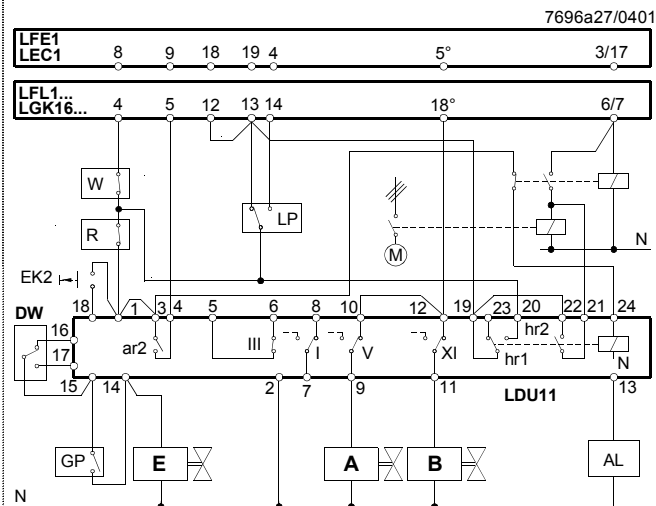 7696a27/0401
LFE1
LEC1 8 9 18 19 4 5° 3/17
LFL1...
LGK16... 4 5 12 13 14 18° 6/7
W
LP
R
N
M
EK2
18 1 3 4 5 6 8 10 12 19 23 20 22 21 24
DW
16
ar2 III I V XI hr1 hr2 N
17
15 14 2 7 9 11 LDU11 13
GP E A B AL
N